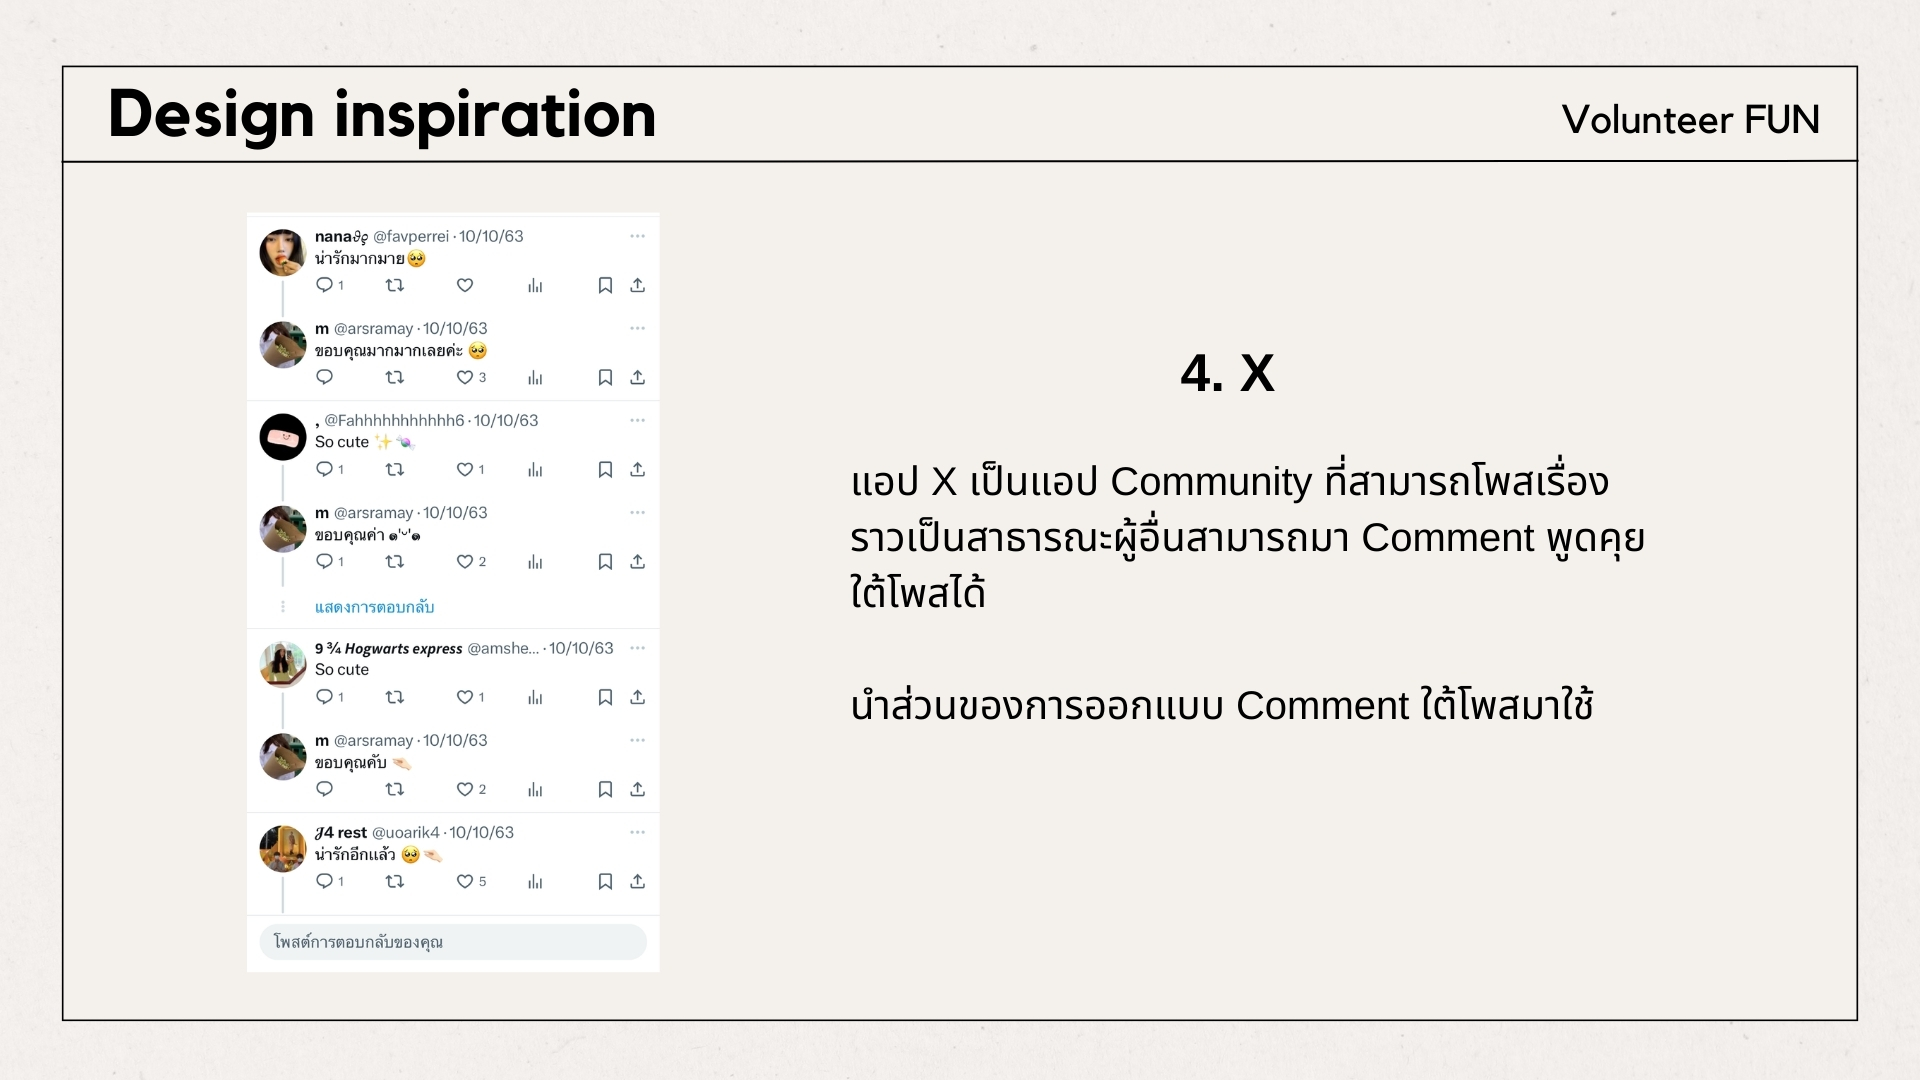 Design inspiration
Volunteer FUN
nana𝜗𝜚 @favperrei · 10/10/63
น่ารักมากมาย🥺
1
m @arsramay · 10/10/63
ขอบคุณมากมากเลยค่ะ 🥺
3
, @Fahhhhhhhhhhh6 · 10/10/63
So cute ✨🍬
1 1
m @arsramay · 10/10/63
ขอบคุณค่า ๑'ᵕ'๑
1 2
แสดงการตอบกลับ
9 ¾ Hogwarts express @amshe... · 10/10/63
So cute
1 1
m @arsramay · 10/10/63
ขอบคุณคับ 🫴🏻
2
𝒥4 rest @uoarik4 · 10/10/63
น่ารักอีกแล้ว 🥺🫴🏻
1 5
โพสต์การตอบกลับของคุณ
4. X
แอป X เป็นแอป Community ที่สามารถโพสเรื่อง
ราวเป็นสาธารณะผู้อื่นสามารถมา Comment พูดคุย
ใต้โพสได้
นำส่วนของการออกแบบ Comment ใต้โพสมาใช้